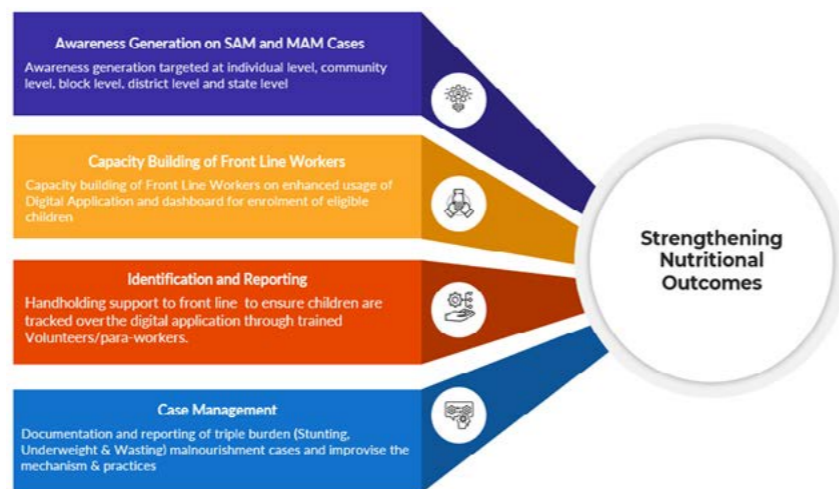 Awareness Generation on SAM and MAM Cases
Awareness generation targeted at individual level, community
level, block level, district level and state level
Capacity Building of Front Line Workers
Capacity building of Front Line Workers on enhanced usage of
Digital Application and dashboard for enrolment of eligible
children
Identification and Reporting
Handholding support to front line to ensure children are
tracked over the digital application through trained
Volunteers/para-workers.
Case Management
Documentation and reporting of triple burden (Stunting,
Underweight & Wasting) malnourishment cases and improvise the
mechanism & practices
Strengthening
Nutritional
Outcomes